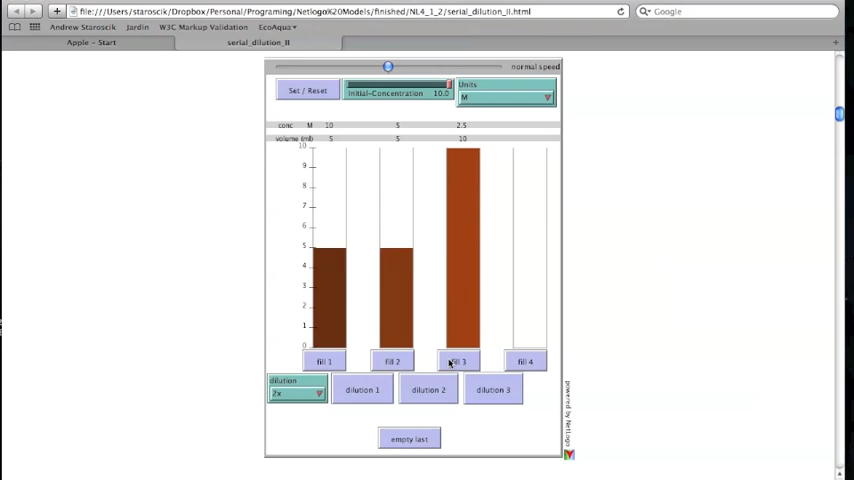 file:///Users/staroscik/Dropbox/Personal/Programing/Netlogo%20Models/finished/NL4_1_2/serial_dilution_II.html
Google
Andrew Staroscik Jardin W3C Markup Validation EcoAqua
Apple - Start serial_dilution_II
normal speed
Set / Reset
Initial-Concentration 10.0
Units
M
conc M 10 5 2.5
volume (ml) 5 5 10
10
9
8
7
6
5
4
3
2
1
0
fill 1 fill 2 fill 3 fill 4
dilution
2x
dilution 1 dilution 2 dilution 3
empty last
powered by NetLogo